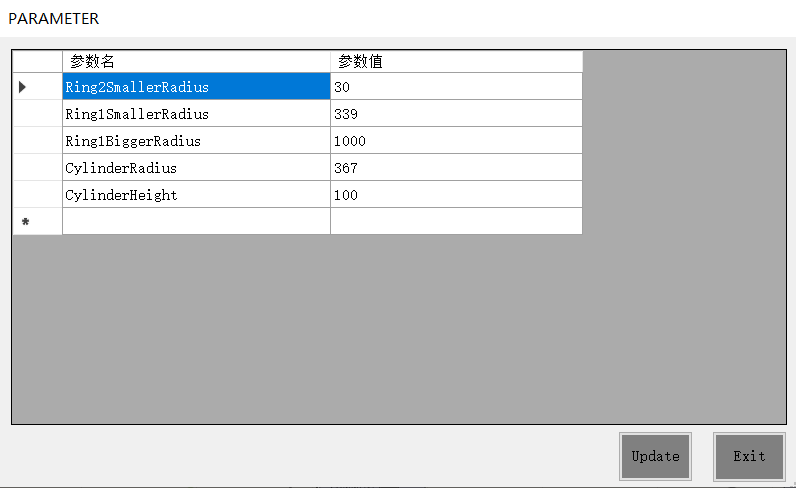 PARAMETER
参数名 参数值
Ring2SmallerRadius 30
Ring1SmallerRadius 339
Ring1BiggerRadius 1000
CylinderRadius 367
CylinderHeight 100
*
Update Exit